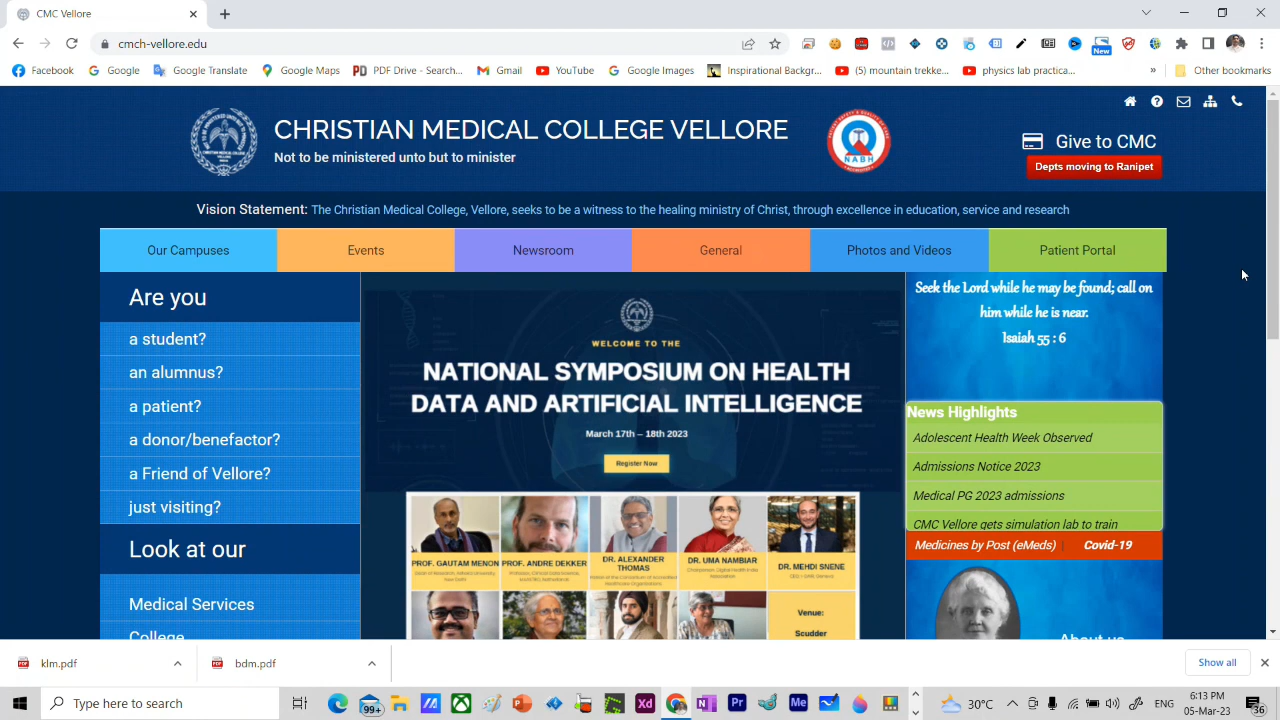 CMC Vellore
cmch-vellore.edu
New
Facebook
Google
Google Translate
Google Maps
PDF Drive - Search...
Gmail
YouTube
Google Images
Inspirational Backgr...
(5) mountain trekke...
physics lab practica...
»
Other bookmarks
CHRISTIAN MEDICAL COLLEGE VELLORE
Not to be ministered unto but to minister
NABH
Give to CMC
Depts moving to Ranipet
Vision Statement: The Christian Medical College, Vellore, seeks to be a witness to the healing ministry of Christ, through excellence in education, service and research
Our Campuses
Events
Newsroom
General
Photos and Videos
Patient Portal
Are you
a student?
an alumnus?
a patient?
a donor/benefactor?
a Friend of Vellore?
just visiting?
Look at our
Medical Services
College
WELCOME TO THE
NATIONAL SYMPOSIUM ON HEALTH
DATA AND ARTIFICIAL INTELLIGENCE
March 17th – 18th 2023
Register Now
PROF. GAUTAM MENON
PROF. ANDRE DEKKER
DR. ALEXANDER
THOMAS
DR. UMA NAMBIAR
DR. MEHDI SNENE
Venue:
Scudder
Seek the Lord while he may be found; call on
him while he is near.
Isaiah 55 : 6
News Highlights
Adolescent Health Week Observed
Admissions Notice 2023
Medical PG 2023 admissions
CMC Vellore gets simulation lab to train
Medicines by Post (eMeds)
Covid-19
About us
klm.pdf
bdm.pdf
Show all
Type here to search
99+
30°C
ENG
6:13 PM
05-Mar-23
36